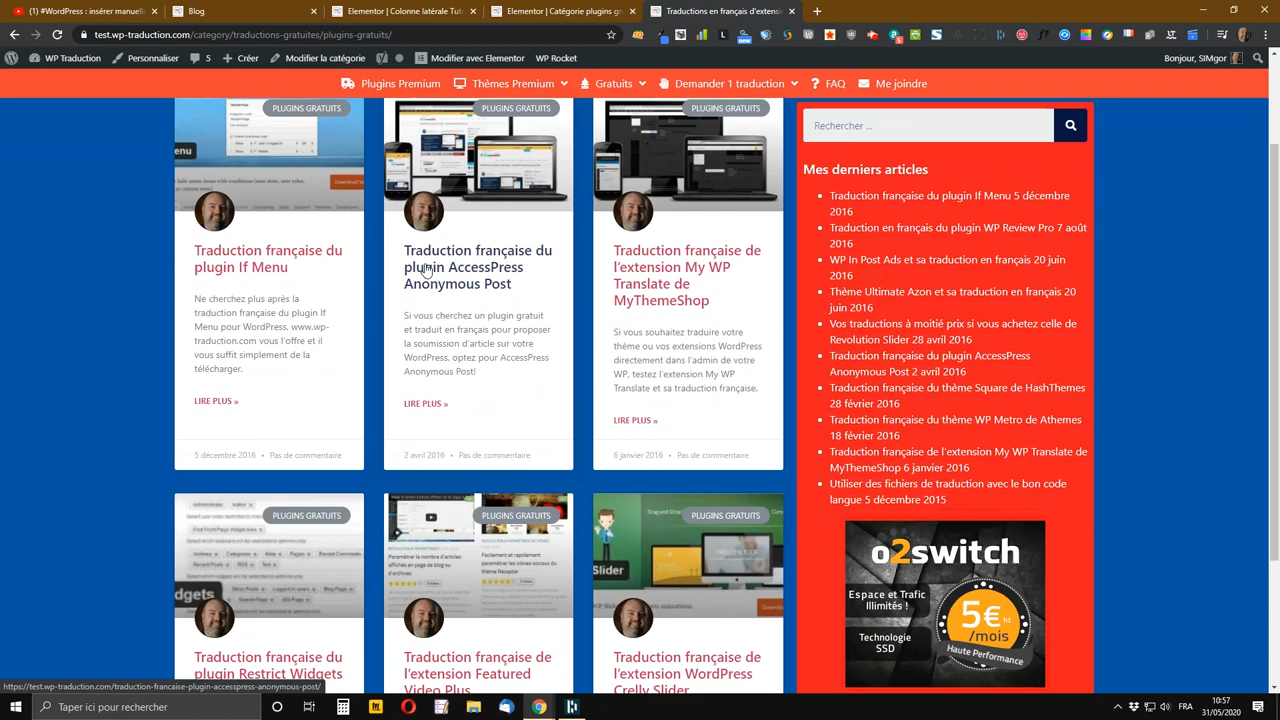 (1) #WordPress:
[Elementor] Insérer plugin p
Catégorie plugins gratuits
Traduction française d'exten
test.wp-traduction.com/category/traductions-gratuites/plugins-gratuits/
WP Traduction
Personnaliser
5
Créer
Modifier la catégorie
Modifier avec Elementor
WP Rocket
Bonjour, SIMgor
Plugins Premium
Thèmes Premium
Gratuits
Demander 1 traduction
FAQ
Me joindre
PLUGINS GRATUITS
PLUGINS GRATUITS
PLUGINS GRATUITS
Traduction française du
plugin If Menu
Ne cherchez plus après la
traduction française du plugin If
Menu pour WordPress, www.wp-
traduction.com vous l'offre et il
vous suffit simplement de la
télécharger.
LIRE PLUS »
5 décembre 2016 • Pas de commentaire
Traduction française du
plugin AccessPress
Anonymous Post
Si vous cherchez un plugin gratuit
et traduit en français pour proposer
la soumission d'article sur votre
WordPress, optez pour AccessPress
Anonymous Post!
LIRE PLUS »
2 avril 2016 • Pas de commentaire
Traduction française de
l'extension My WP
Translate de
MyThemeShop
Si vous souhaitez traduire votre
thème ou vos extensions WordPress
directement dans l'admin de votre
WP, testez l'extension My WP
Translate et sa traduction française.
LIRE PLUS »
6 janvier 2016 • Pas de commentaire
PLUGINS GRATUITS
PLUGINS GRATUITS
PLUGINS GRATUITS
Traduction française du
plugin Restrict Widgets
Traduction française de
l'extension Featured
Video Plus
Traduction française de
l'extension WordPress
Crelly Slider
Rechercher ...
Mes derniers articles
• Traduction française du plugin If Menu 5 décembre
2016
• Traduction en français du plugin WP Review Pro 7 août
2016
• WP In Post Ads et sa traduction en français 20 juin
2016
• Thème Ultimate Azon et sa traduction en français 20
juin 2016
• Vos traductions à moitié prix si vous achetez celle de
Revolution Slider 28 avril 2016
• Traduction française du plugin AccessPress
Anonymous Post 2 avril 2016
• Traduction française du thème Square de HashThemes
28 février 2016
• Traduction française du thème WP Metro de Athemes
18 février 2016
• Traduction française de l'extension My WP Translate de
MyThemeShop 6 janvier 2016
• Utiliser des fichiers de traduction avec le bon code
langue 5 décembre 2015
o2switch
Espace et Trafic
Illimités !
Technologie
SSD
5€ ht
/mois
Haute Performance
https://test.wp-traduction.com/traduction-francaise-plugin-accesspress-anonymous-post/
Taper ici pour rechercher
FR
10:57
31/05/2020